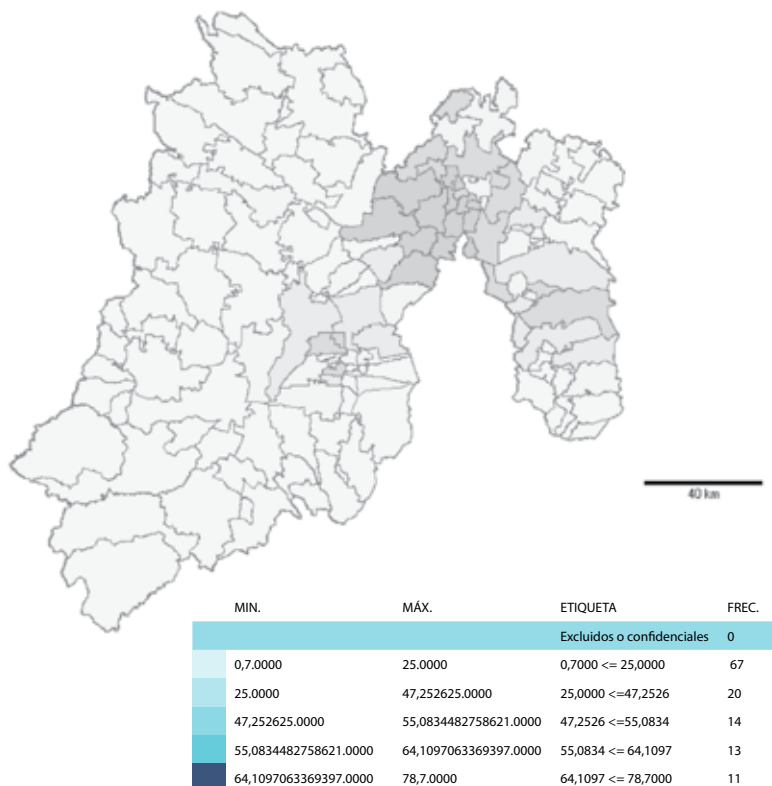 40 km
MIN. MÁX. ETIQUETA FREC.
Excluidos o confidenciales 0
0,7.0000 25.0000 0,7000 <= 25,0000 67
25.0000 47,252625.0000 25,0000 <=47,2526 20
47,252625.0000 55,0834482758621.0000 47,2526 <=55,0834 14
55,0834482758621.0000 64,1097063369397.0000 55,0834 <= 64,1097 13
64,1097063369397.0000 78,7.0000 64,1097 <= 78,7000 11